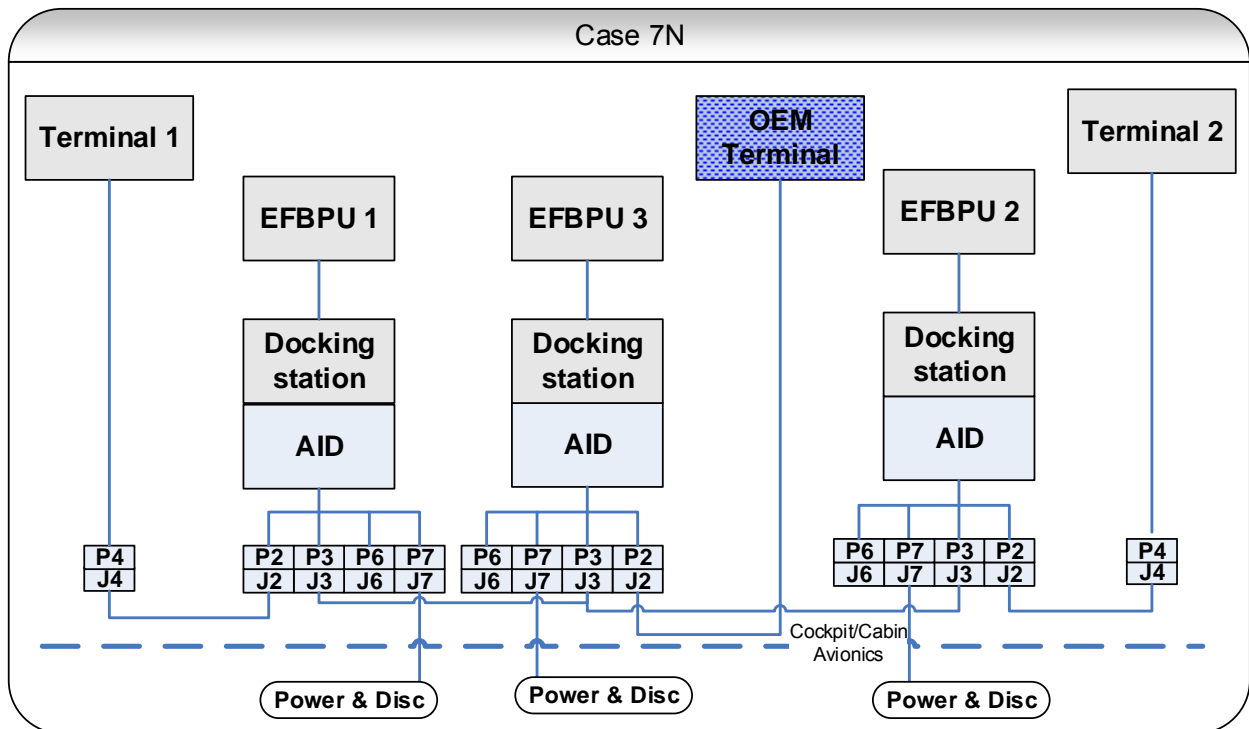 Case 7N
Terminal 1
OEM
Terminal
Terminal 2
EFBPU 1
EFBPU 3
EFBPU 2
Docking
station
Docking
station
Docking
station
AID
AID
AID
P4
J4
P2 P3 P6 P7
J2 J3 J6 J7
P6 P7 P3 P2
J6 J7 J3 J2
P6 P7 P3 P2
J6 J7 J3 J2
P4
J4
Cockpit/Cabin
Avionics
Power & Disc
Power & Disc
Power & Disc